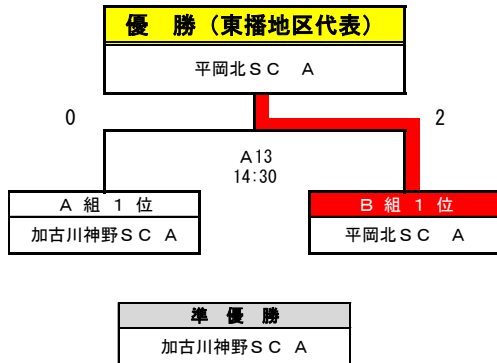 優　勝（東播地区代表）
平岡北ＳＣ　Ａ
0
2
A13
14:30
Ａ 組 １ 位
加古川神野ＳＣ Ａ
Ｂ 組 １ 位
平岡北ＳＣ　Ａ
準　優　勝
加古川神野ＳＣ Ａ